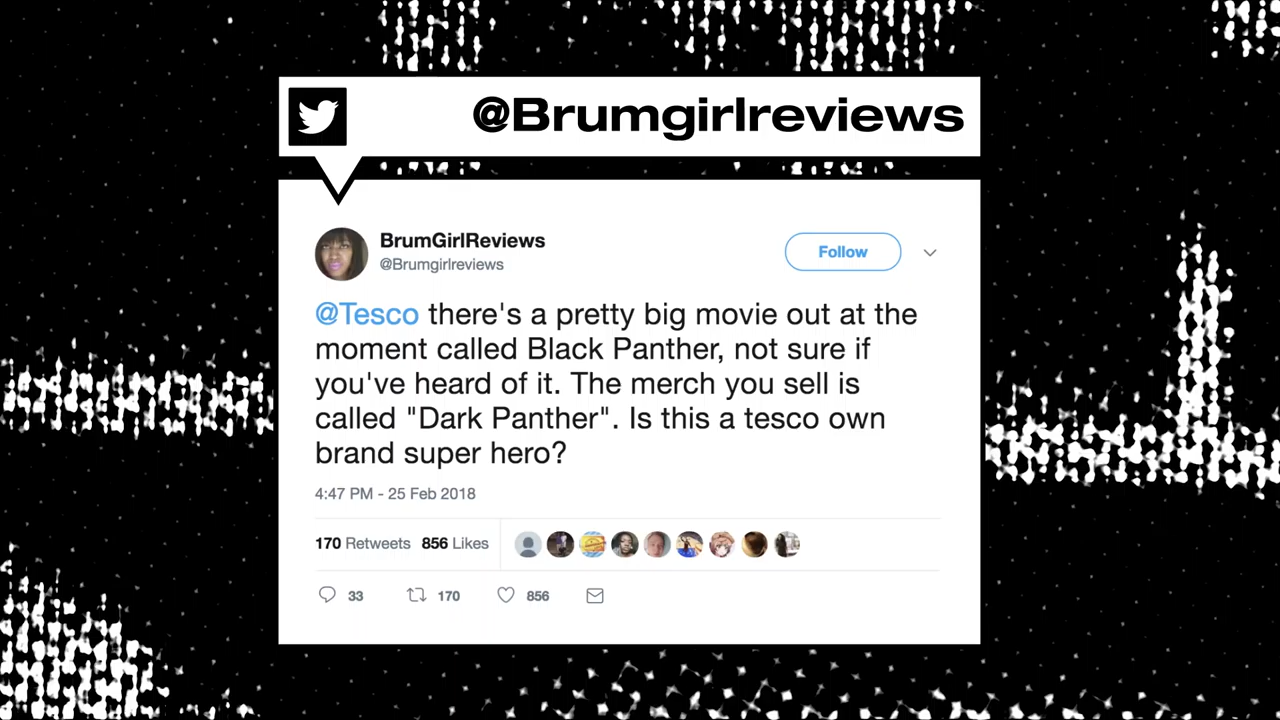 @Brumgirlreviews
BrumGirlReviews
@Brumgirlreviews
Follow
@Tesco there's a pretty big movie out at the
moment called Black Panther, not sure if
you've heard of it. The merch you sell is
called "Dark Panther". Is this a tesco own
brand super hero?
4:47 PM - 25 Feb 2018
170 Retweets 856 Likes
33 170 856